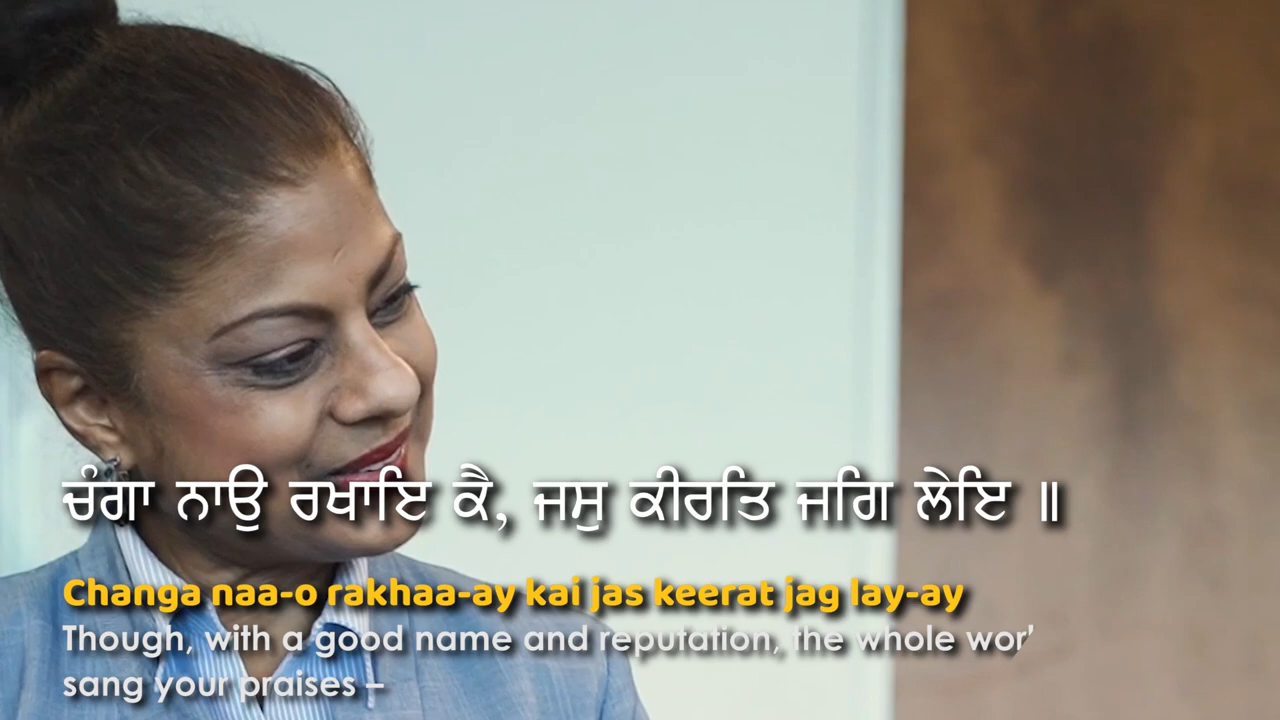 ਚੰਗਾ ਨਾਉ ਰਖਾਇ ਕੈ, ਜਸੁ ਕੀਰਤਿ ਜਗਿ ਲੇਇ ॥
Changa naa-o rakhaa-ay kai jas keerat jag lay-ay
Though, with a good name and reputation, the whole
sang your praises –